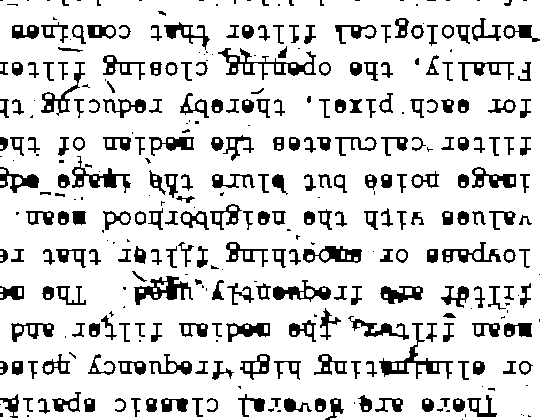 There are several classic spatia
or eliminating high frequency noise
mean filter, the median filter and
filter are frequently used. The me
lowpass or smoothing filter that re
values with the neighborhood mean.
image noise but blurs the image edg
filter calculates the median of the
for each pixel, thereby reducing th
Finally, the opening closing filter
morphological filter that combines